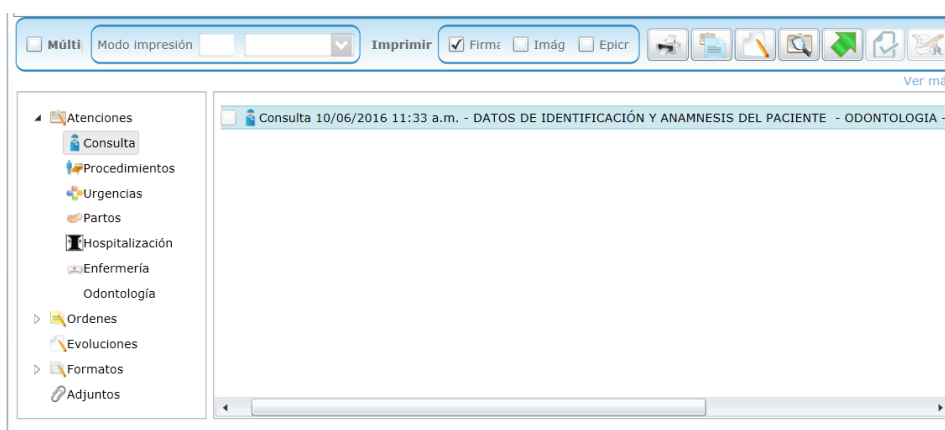 Múlti Modo impresión Imprimir Firma Imág Epicr
Ver má
Atenciones
Consulta
Procedimientos
Urgencias
Partos
Hospitalización
Enfermería
Odontología
Ordenes
Evoluciones
Formatos
Adjuntos
Consulta 10/06/2016 11:33 a.m. - DATOS DE IDENTIFICACIÓN Y ANAMNESIS DEL PACIENTE - ODONTOLOGIA -